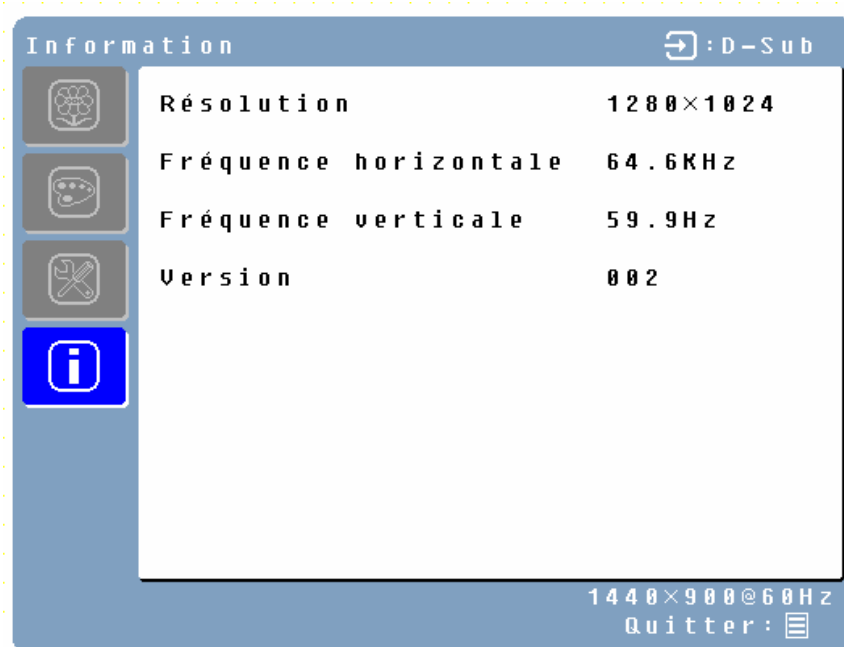 Information :D-Sub
Résolution 1280×1024
Fréquence horizontale 64.6KHz
Fréquence verticale 59.9Hz
Version 002
1440×900@60Hz
Quitter: